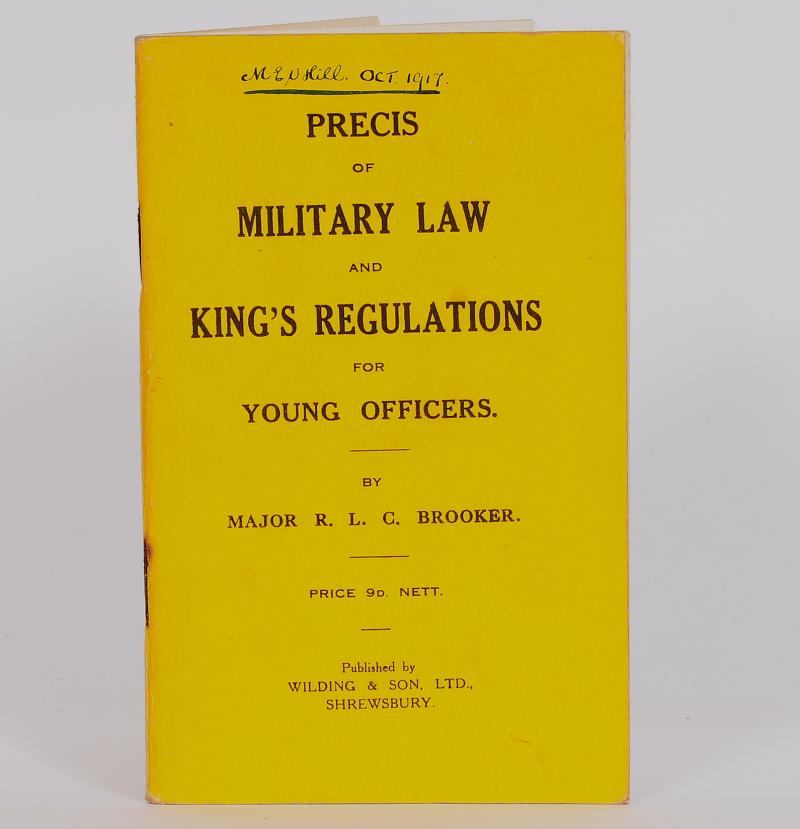 M E N Hill. OCT. 1917.
PRECIS
OF
MILITARY LAW
AND
KING'S REGULATIONS
FOR
YOUNG OFFICERS.
BY
MAJOR R. L. C. BROOKER.
PRICE 9D. NETT.
Published by
WILDING & SON, LTD.,
SHREWSBURY.